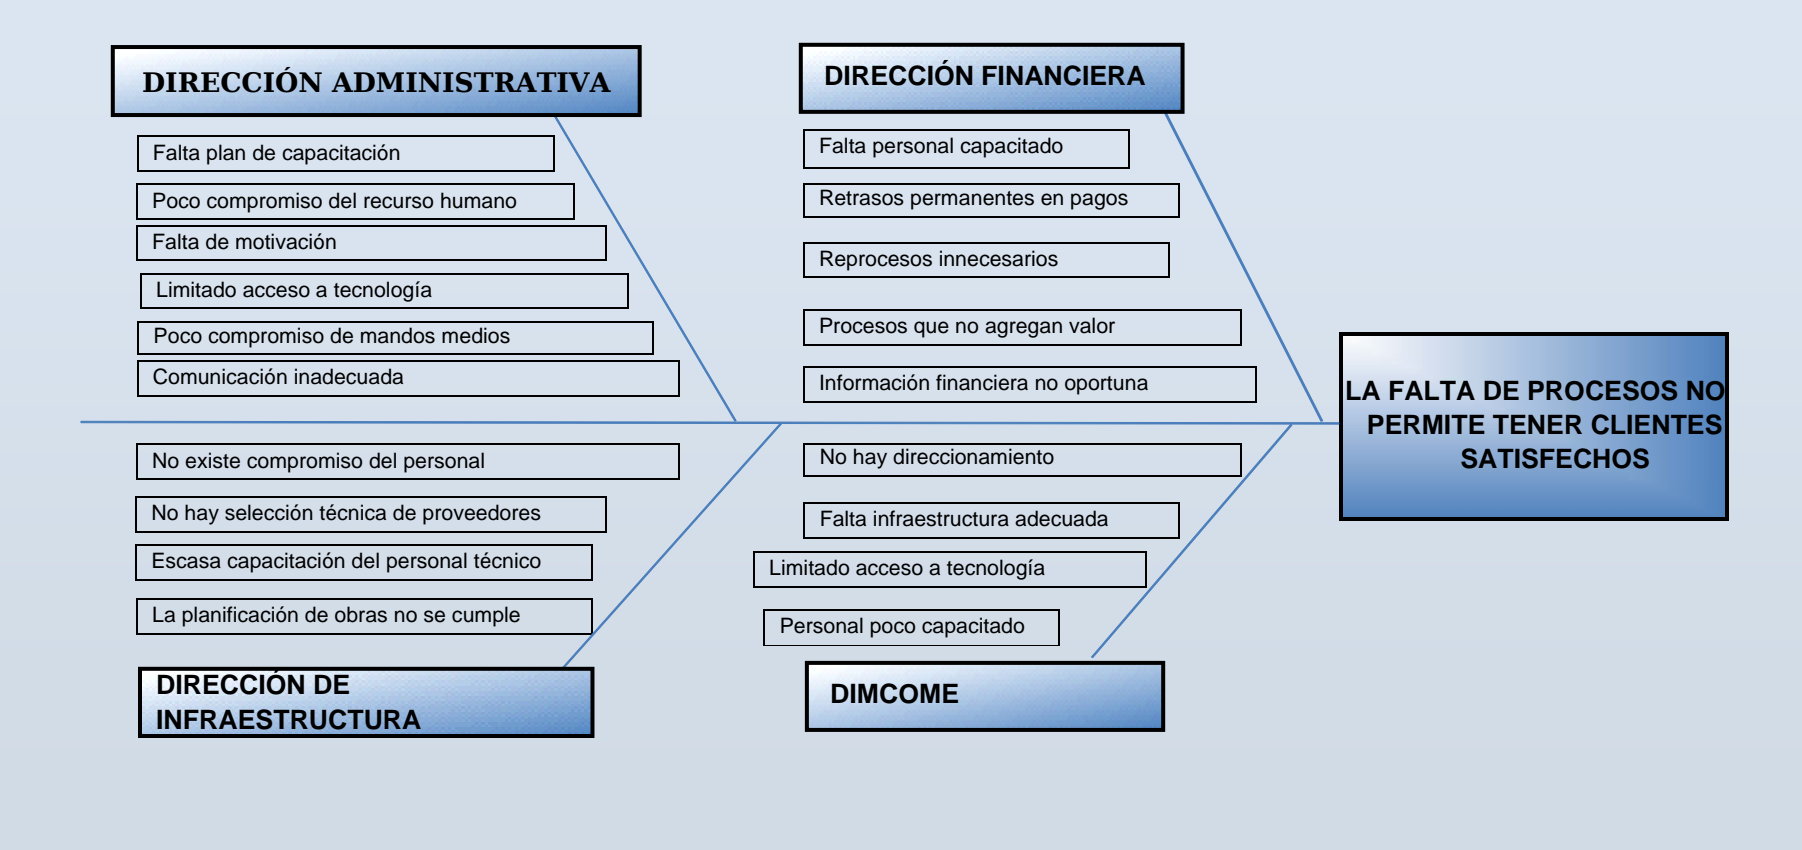 DIRECCIÓN ADMINISTRATIVA
Falta plan de capacitación
Poco compromiso del recurso humano
Falta de motivación
Limitado acceso a tecnología
Poco compromiso de mandos medios
Comunicación inadecuada
DIRECCIÓN FINANCIERA
Falta personal capacitado
Retrasos permanentes en pagos
Reprocesos innecesarios
Procesos que no agregan valor
Información financiera no oportuna
LA FALTA DE PROCESOS NO
PERMITE TENER CLIENTES
SATISFECHOS
No existe compromiso del personal
No hay selección técnica de proveedores
Escasa capacitación del personal técnico
La planificación de obras no se cumple
DIRECCIÓN DE
INFRAESTRUCTURA
No hay direccionamiento
Falta infraestructura adecuada
Limitado acceso a tecnología
Personal poco capacitado
DIMCOME